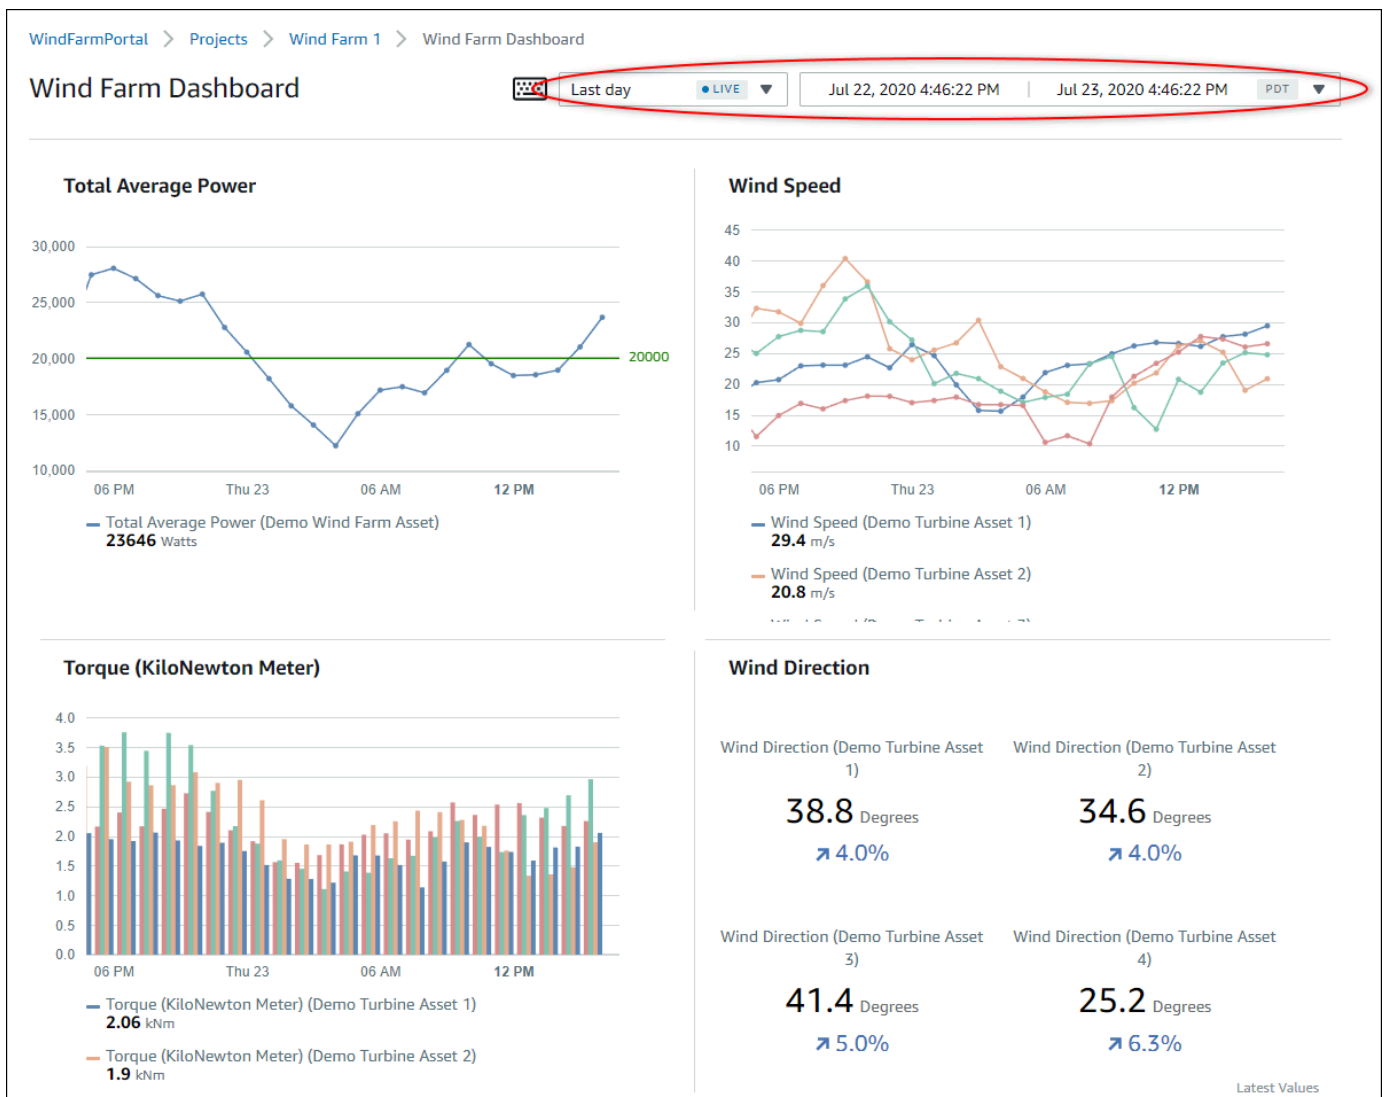 WindFarmPortal > Projects > Wind Farm 1 > Wind Farm Dashboard
Wind Farm Dashboard
Last day LIVE
Jul 22, 2020 4:46:22 PM | Jul 23, 2020 4:46:22 PM PDT
Total Average Power
30,000
25,000
20,000
15,000
10,000
20000
06 PM Thu 23 06 AM 12 PM
Total Average Power (Demo Wind Farm Asset)
23646 Watts
Wind Speed
45
40
35
30
25
20
15
10
06 PM Thu 23 06 AM 12 PM
Wind Speed (Demo Turbine Asset 1)
29.4 m/s
Wind Speed (Demo Turbine Asset 2)
20.8 m/s
Torque (KiloNewton Meter)
4.0
3.5
3.0
2.5
2.0
1.5
1.0
0.5
0.0
06 PM Thu 23 06 AM 12 PM
Torque (KiloNewton Meter) (Demo Turbine Asset 1)
2.06 kNm
Torque (KiloNewton Meter) (Demo Turbine Asset 2)
1.9 kNm
Wind Direction
Wind Direction (Demo Turbine Asset
1)
38.8 Degrees
4.0%
Wind Direction (Demo Turbine Asset
2)
34.6 Degrees
4.0%
Wind Direction (Demo Turbine Asset
3)
41.4 Degrees
5.0%
Wind Direction (Demo Turbine Asset
4)
25.2 Degrees
6.3%
Latest Values